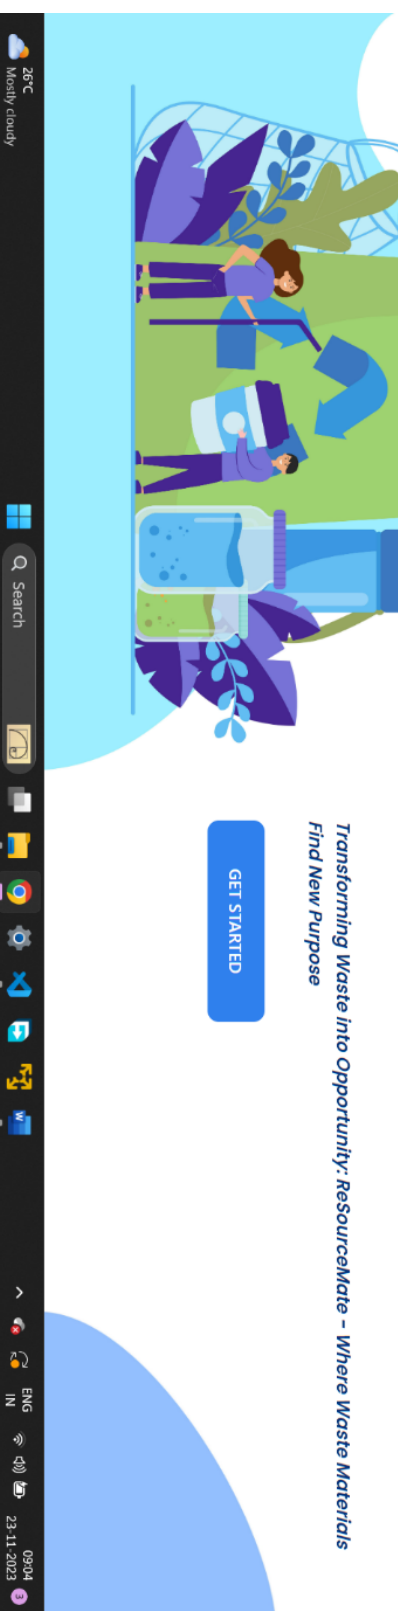 Transforming Waste into Opportunity: ReSourceMate - Where Waste Materials
Find New Purpose
GET STARTED
26°C
Mostly cloudy
Search
ENG
IN
09:04
23-11-2023
3